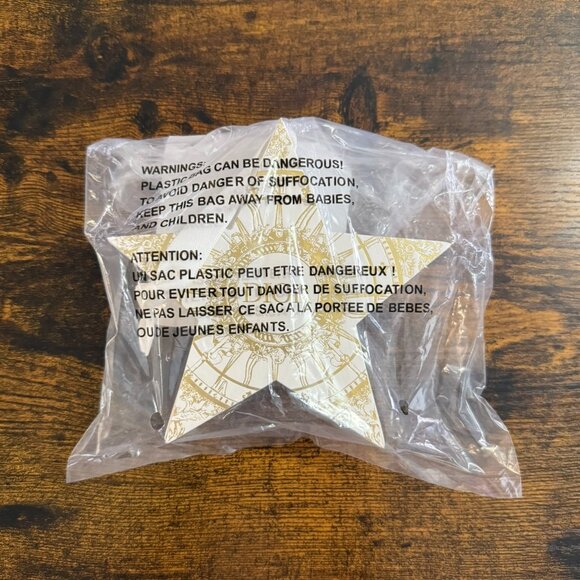 WARNINGS:
PLASTIC BAG CAN BE DANGEROUS!
TO AVOID DANGER OF SUFFOCATION,
KEEP THIS BAG AWAY FROM BABIES,
AND CHILDREN.
ATTENTION:
UN SAC PLASTIC PEUT ETRE DANGEREUX !
POUR EVITER TOUT DANGER DE SUFFOCATION,
NE PAS LAISSER, CE SAC A LA PORTEE DE BEBES,
OU DE JEUNES ENFANTS.
DIOR